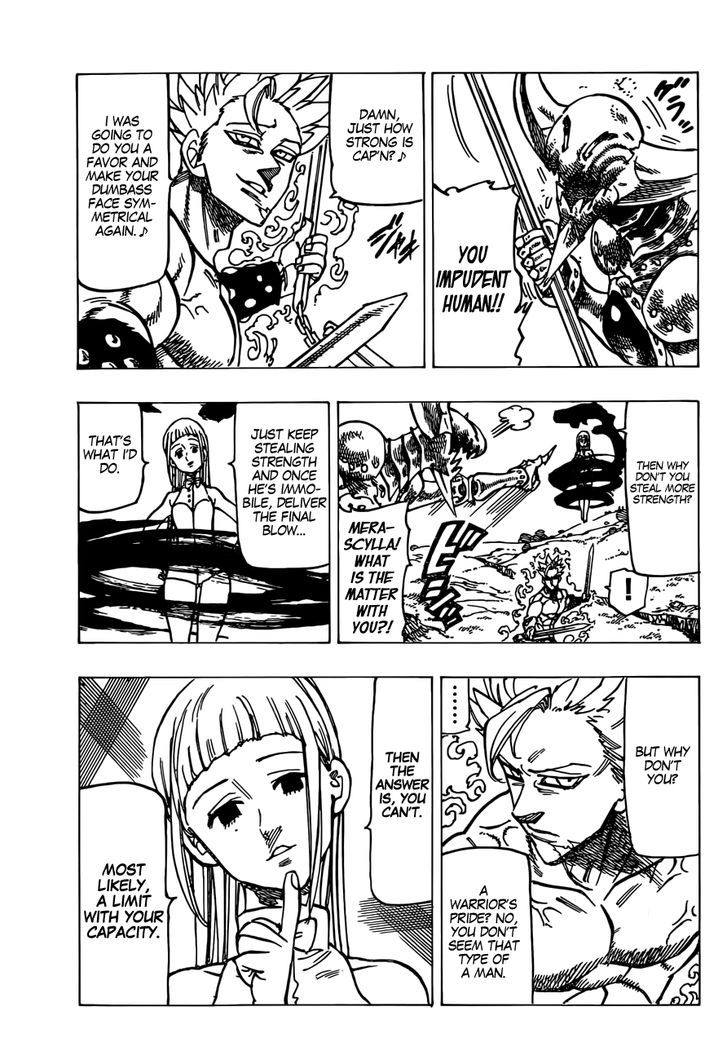 YOU
IMPUDENT
HUMAN!!
グラ
DAMN,
JUST HOW
STRONG IS
CAP'N?♪
I WAS
GOING TO
DO YOU A
FAVOR AND
MAKE YOUR
DUMBASS
FACE SYM-
METRICAL
AGAIN.♪
THEN WHY
DON'T YOU
STEAL MORE
STRENGTH?
!
MERA-
SCYLLA!
WHAT
IS THE
MATTER
WITH
YOU?!
JUST KEEP
STEALING
STRENGTH
AND ONCE
HE'S IMMO-
BILE, DELIVER
THE FINAL
BLOW...
THAT'S
WHAT I'D
DO.
BUT WHY
DON'T
YOU?
......
A
WARRIOR'S
PRIDE? NO,
YOU DON'T
SEEM THAT
TYPE OF
A MAN.
THEN
THE
ANSWER
IS, YOU
CAN'T.
MOST
LIKELY,
A LIMIT
WITH YOUR
CAPACITY.